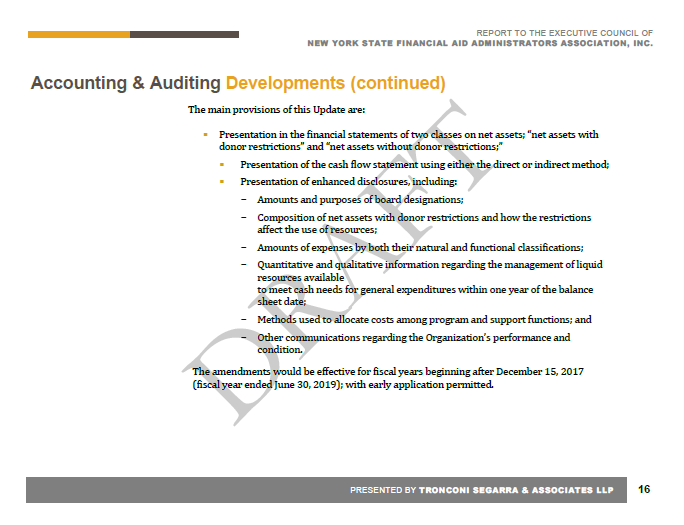 REPORT TO THE EXECUTIVE COUNCIL OF
NEW YORK STATE FINANCIAL AID ADMINISTRATORS ASSOCIATION, INC.
Accounting & Auditing Developments (continued)
The main provisions of this Update are:
▪ Presentation in the financial statements of two classes on net assets; “net assets with
donor restrictions” and “net assets without donor restrictions;”
▪ Presentation of the cash flow statement using either the direct or indirect method;
▪ Presentation of enhanced disclosures, including:
– Amounts and purposes of board designations;
– Composition of net assets with donor restrictions and how the restrictions
affect the use of resources;
– Amounts of expenses by both their natural and functional classifications;
– Quantitative and qualitative information regarding the management of liquid
resources available
to meet cash needs for general expenditures within one year of the balance
sheet date;
– Methods used to allocate costs among program and support functions; and
– Other communications regarding the Organization’s performance and
condition.
The amendments would be effective for fiscal years beginning after December 15, 2017
(fiscal year ended June 30, 2019); with early application permitted.
DRAFT
PRESENTED BY TRONCONI SEGARRA & ASSOCIATES LLP
16